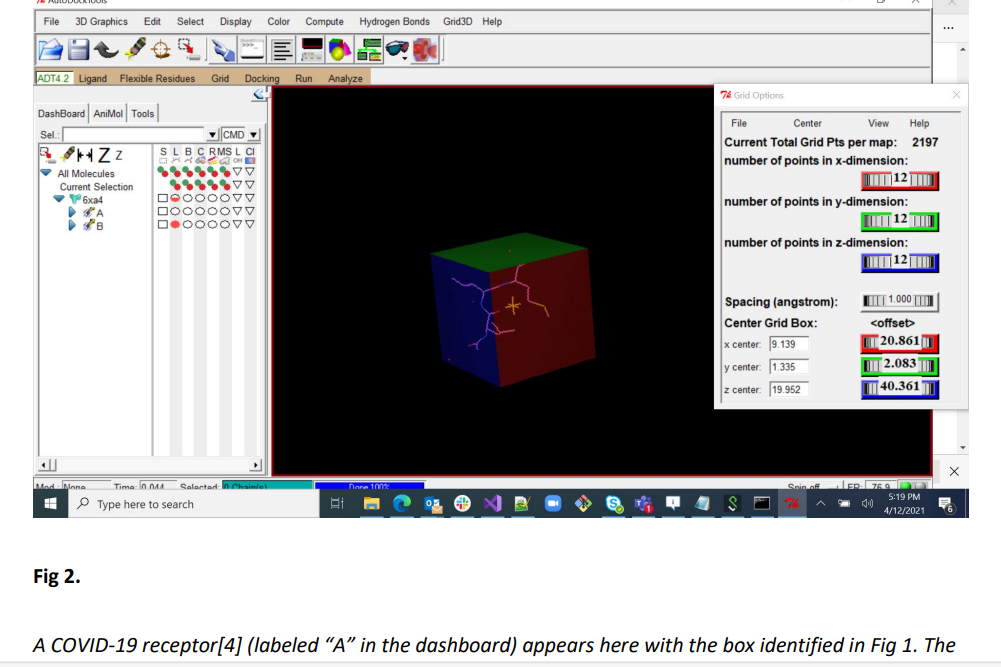 AutoDockTools
File 3D Graphics Edit Select Display Color Compute Hydrogen Bonds Grid3D Help
ADT4.2 Ligand Flexible Residues Grid Docking Run Analyze
DashBoard AniMol Tools
Sel.: CMD
S L B C R MS L Cl
All Molecules
Current Selection
6xa4
A
B
Grid Options
File Center View Help
Current Total Grid Pts per map: 2197
number of points in x-dimension:
12
number of points in y-dimension:
12
number of points in z-dimension:
12
Spacing (angstrom): 1.000
Center Grid Box: <offset>
x center: 9.139 20.861
y center: 1.335 2.083
z center: 19.952 40.361
Mod.: None Time: 0.044 Selected: 0 Chain(s) Done 100% Spin off FR: 76.9
Type here to search
5:19 PM
4/12/2021
6
Fig 2.
A COVID-19 receptor[4] (labeled “A” in the dashboard) appears here with the box identified in Fig 1. The